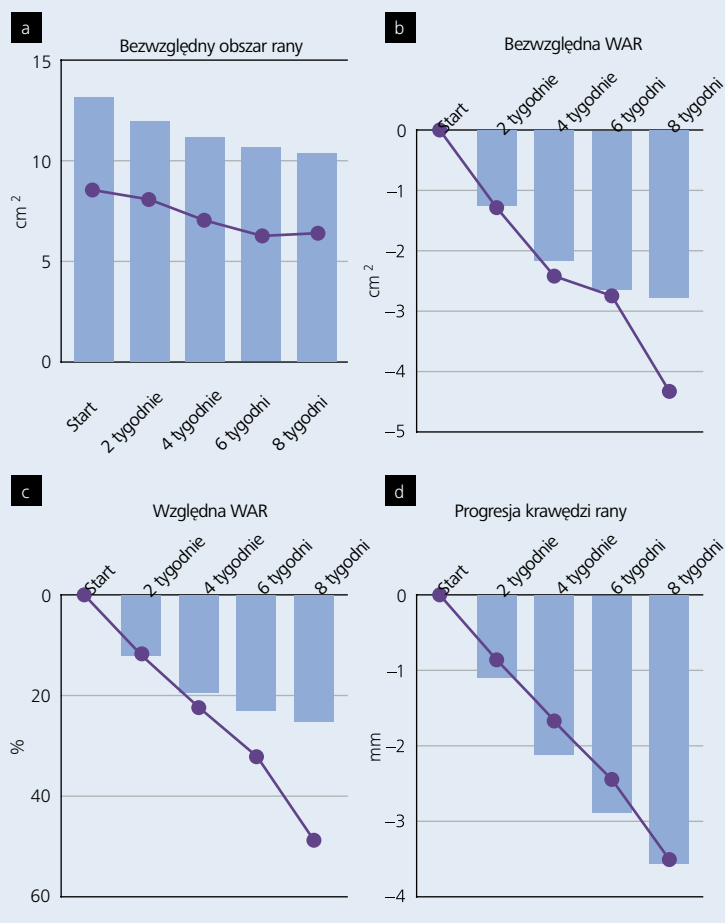 a
Bezwzględny obszar rany
15
10
5
0
cm 2
Start
2 tygodnie
4 tygodnie
6 tygodni
8 tygodni
b
Bezwzględna WAR
Start
2 tygodnie
4 tygodnie
6 tygodni
8 tygodni
0
–1
–2
–3
–4
–5
cm 2
c
Względna WAR
Start
2 tygodnie
4 tygodnie
6 tygodni
8 tygodni
0
20
40
60
%
d
Progresja krawędzi rany
Start
2 tygodnie
4 tygodnie
6 tygodni
8 tygodni
0
–1
–2
–3
–4
mm